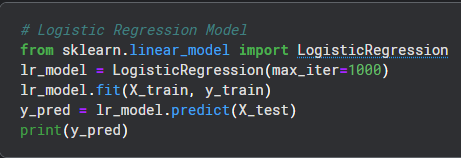 # Logistic Regression Model
from sklearn.linear_model import LogisticRegression
lr_model = LogisticRegression(max_iter=1000)
lr_model.fit(X_train, y_train)
y_pred = lr_model.predict(X_test)
print(y_pred)